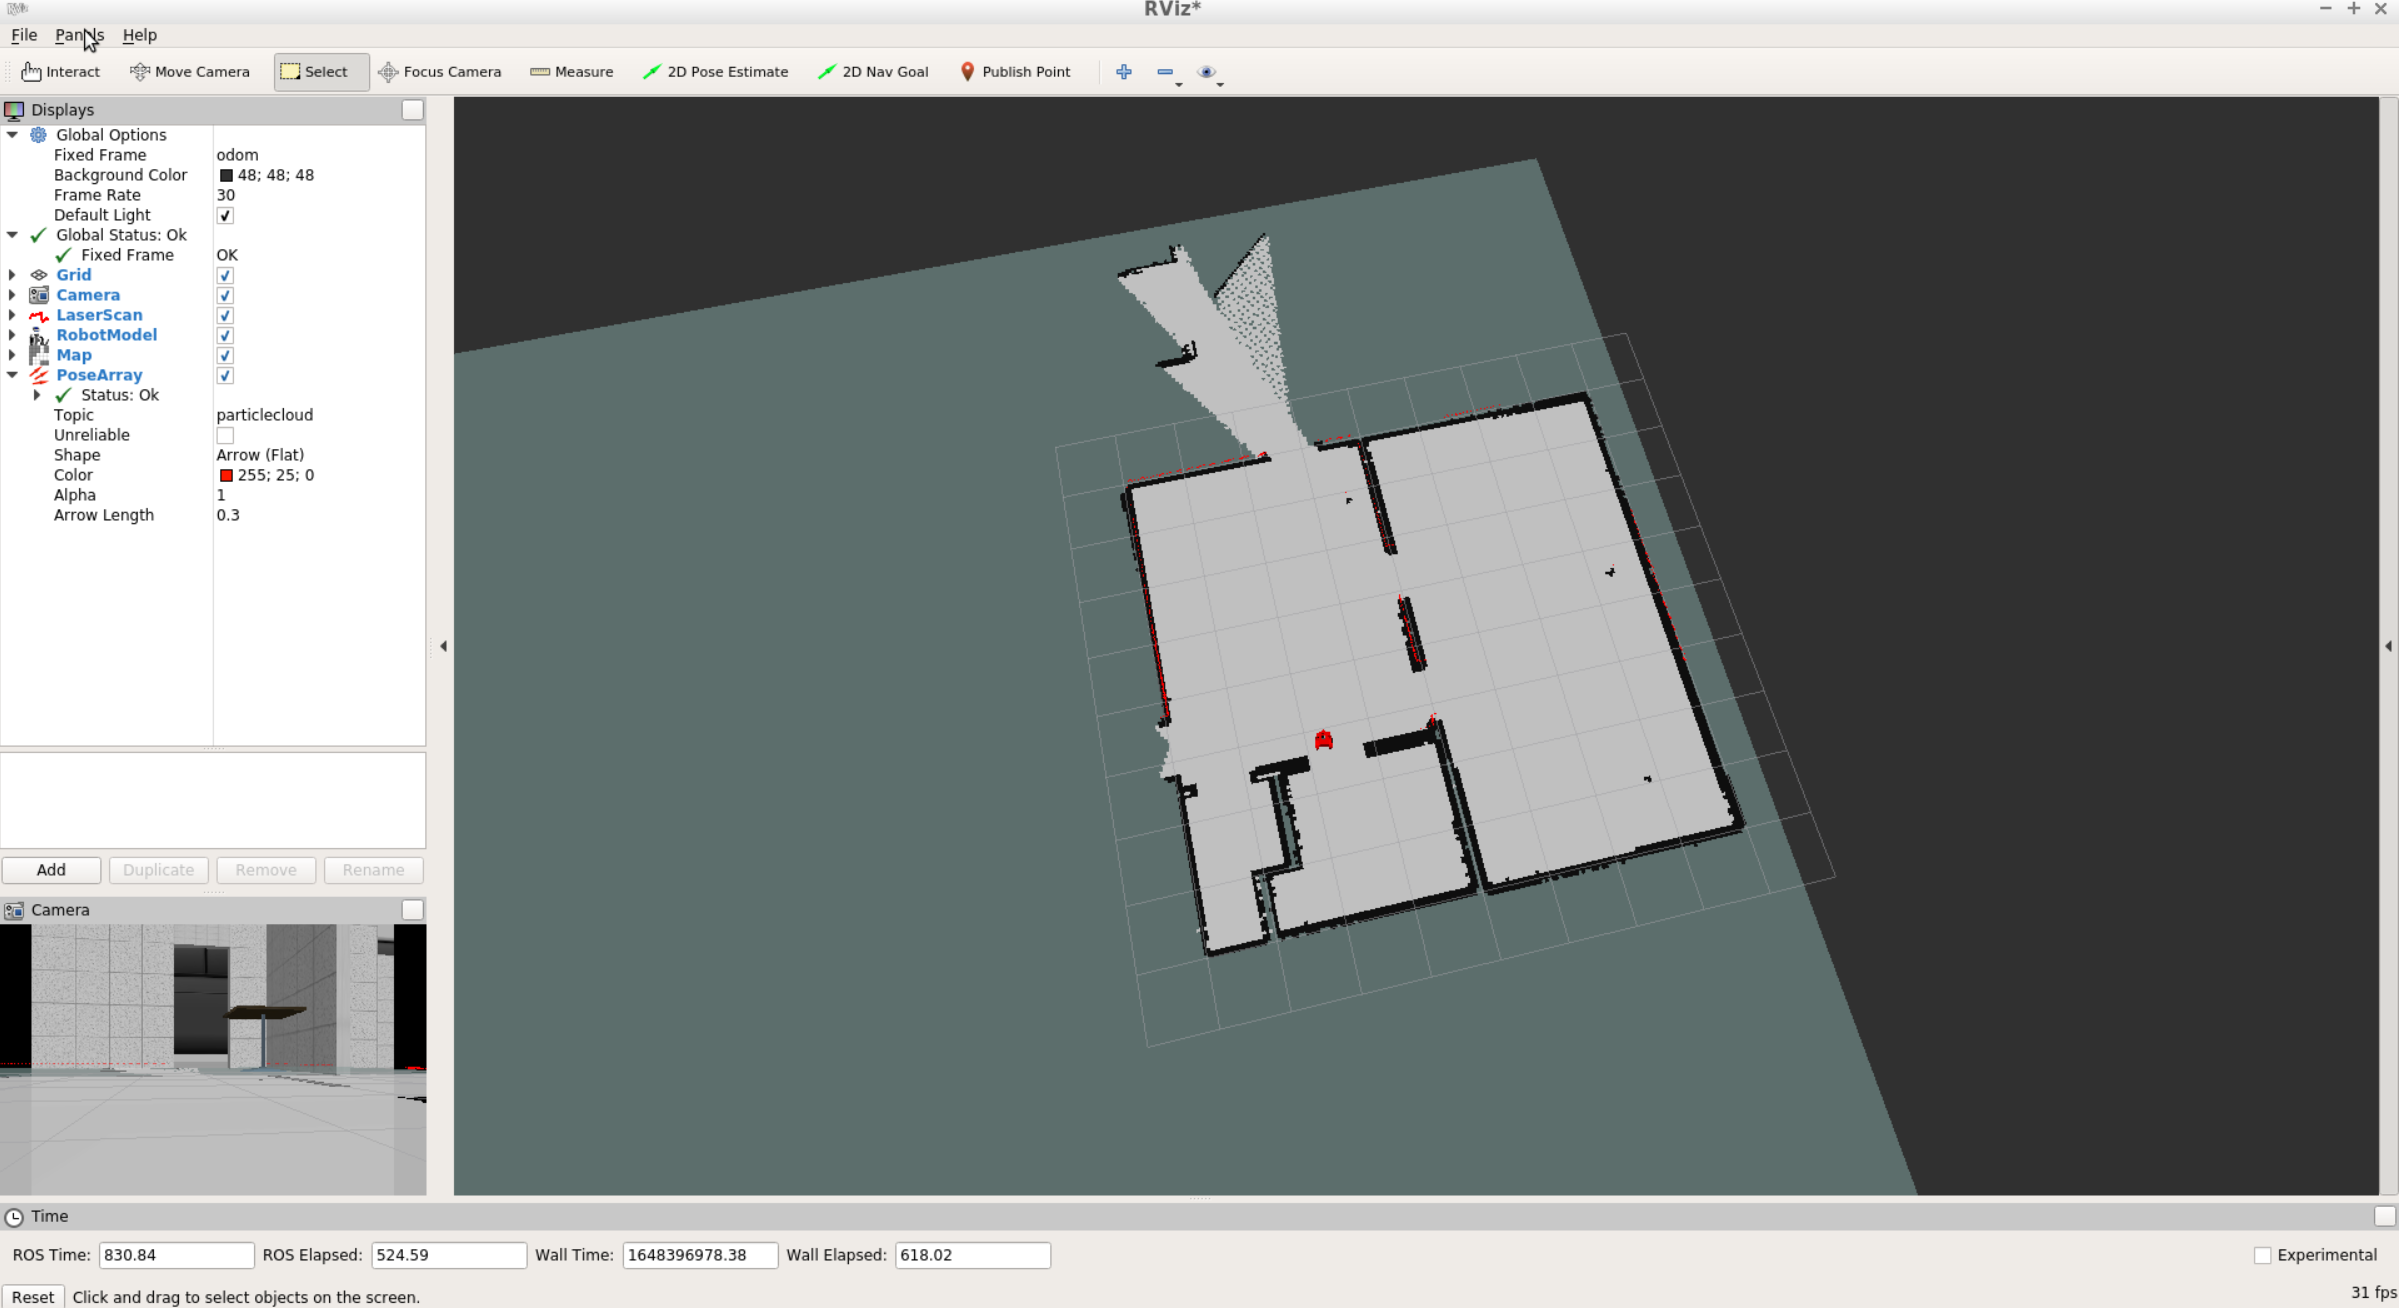 RViz*
File Panels Help
Interact Move Camera Select Focus Camera Measure 2D Pose Estimate 2D Nav Goal Publish Point
Displays
Global Options
Fixed Frame odom
Background Color 48; 48; 48
Frame Rate 30
Default Light
Global Status: Ok
Fixed Frame OK
Grid
Camera
LaserScan
RobotModel
Map
PoseArray
Status: Ok
Topic particlecloud
Unreliable
Shape Arrow (Flat)
Color 255; 25; 0
Alpha 1
Arrow Length 0.3
Add Duplicate Remove Rename
Camera
Time
ROS Time: 830.84 ROS Elapsed: 524.59 Wall Time: 1648396978.38 Wall Elapsed: 618.02 Experimental
Reset Click and drag to select objects on the screen. 31 fps